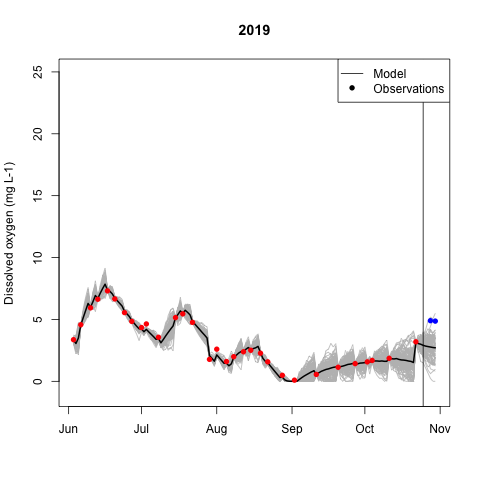 2019
Model
Observations
Dissolved oxygen (mg L-1)
25
20
15
10
5
0
Jun Jul Aug Sep Oct Nov